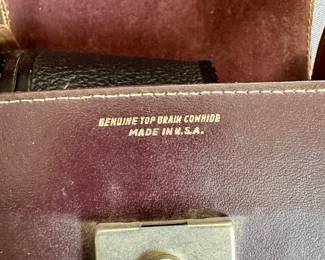 GENUINE TOP GRAIN COWHIDE
MADE IN U.S.A.